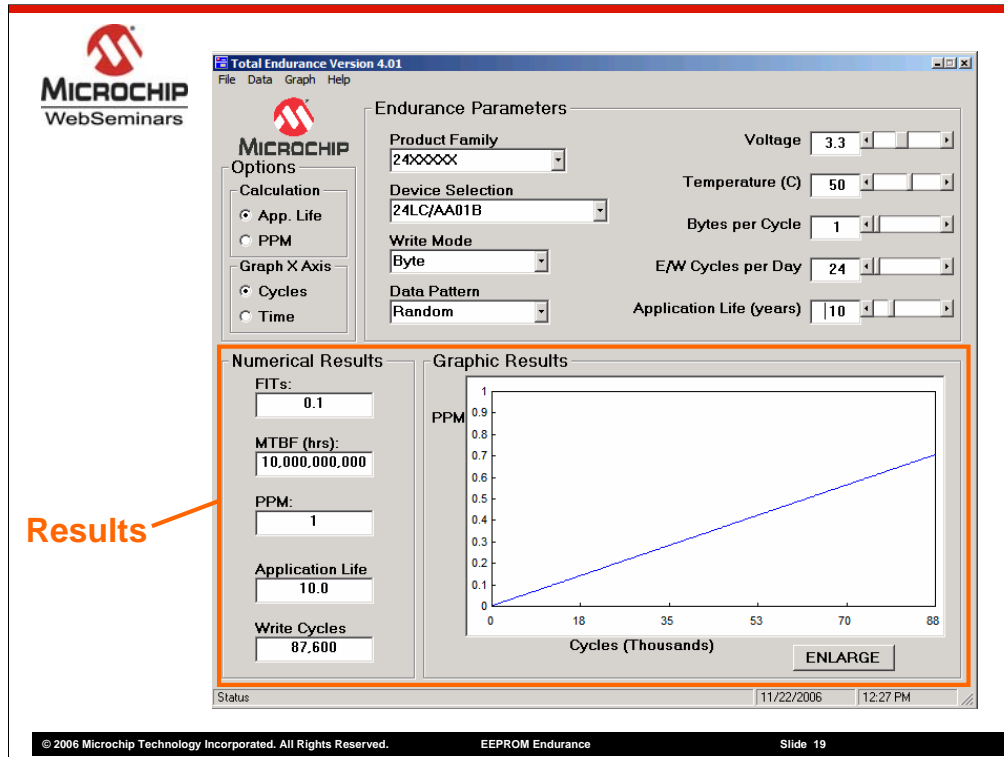 MICROCHIP
WebSeminars
Total Endurance Version 4.01
File Data Graph Help
MICROCHIP
Options
Calculation
App. Life
PPM
Graph X Axis
Cycles
Time
Endurance Parameters
Product Family
24XXXXX
Device Selection
24LC/AA01B
Write Mode
Byte
Data Pattern
Random
Voltage 3.3
Temperature (C) 50
Bytes per Cycle 1
E/W Cycles per Day 24
Application Life (years) 10
Results
Numerical Results
FITs:
0.1
MTBF (hrs):
10,000,000,000
PPM:
1
Application Life
10.0
Write Cycles
87,600
Graphic Results
PPM
1
0.9
0.8
0.7
0.6
0.5
0.4
0.3
0.2
0.1
0
0 18 35 53 70 88
Cycles (Thousands)
ENLARGE
Status 11/22/2006 12:27 PM
© 2006 Microchip Technology Incorporated. All Rights Reserved. EEPROM Endurance Slide 19